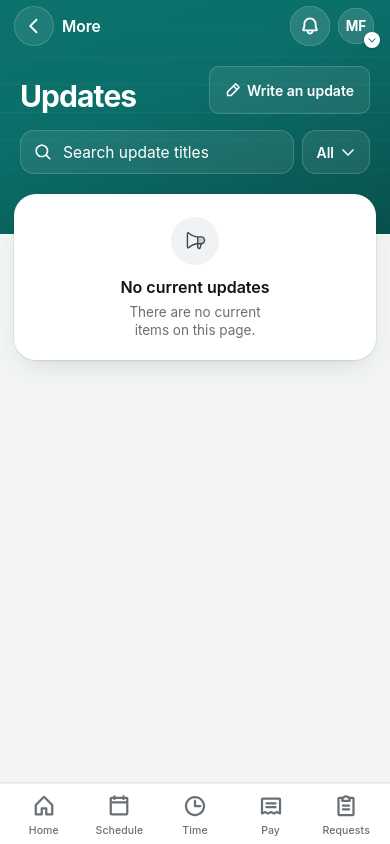 More
MF
Updates
Write an update
Search update titles
All
No current updates
There are no current
items on this page.
Home
Schedule
Time
Pay
Requests